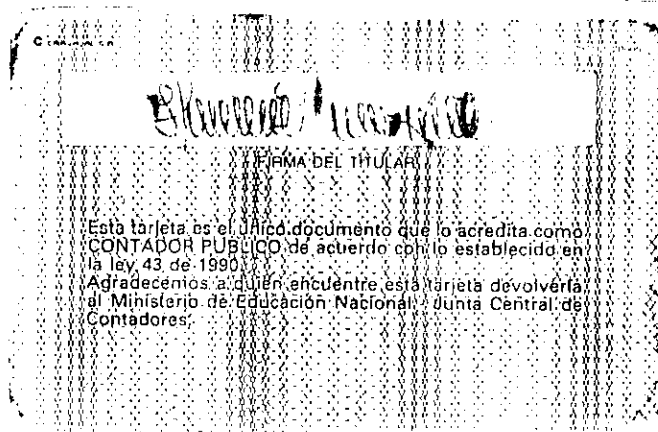 FIRMA DEL TITULAR
Esta tarjeta es el único documento que lo acredita como
CONTADOR PUBLICO de acuerdo con lo establecido en
la ley 43 de 1990.
Agradecemos a quien encuentre esta tarjeta devolverla
al Ministerio de Educación Nacional - Junta Central de
Contadores.